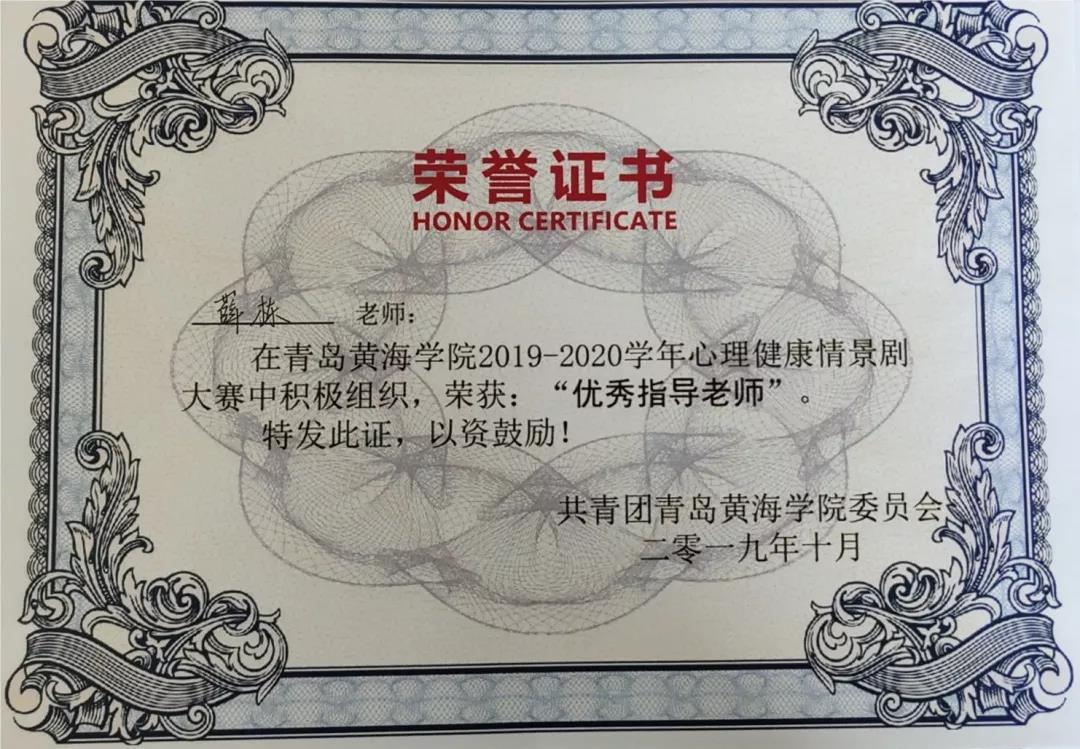 荣誉证书
HONOR CERTIFICATE
薛栋 老师：
在青岛黄海学院2019-2020学年心理健康情景剧
大赛中积极组织，荣获：“优秀指导老师”。
特发此证，以资鼓励！
共青团青岛黄海学院委员会
二零一九年十月